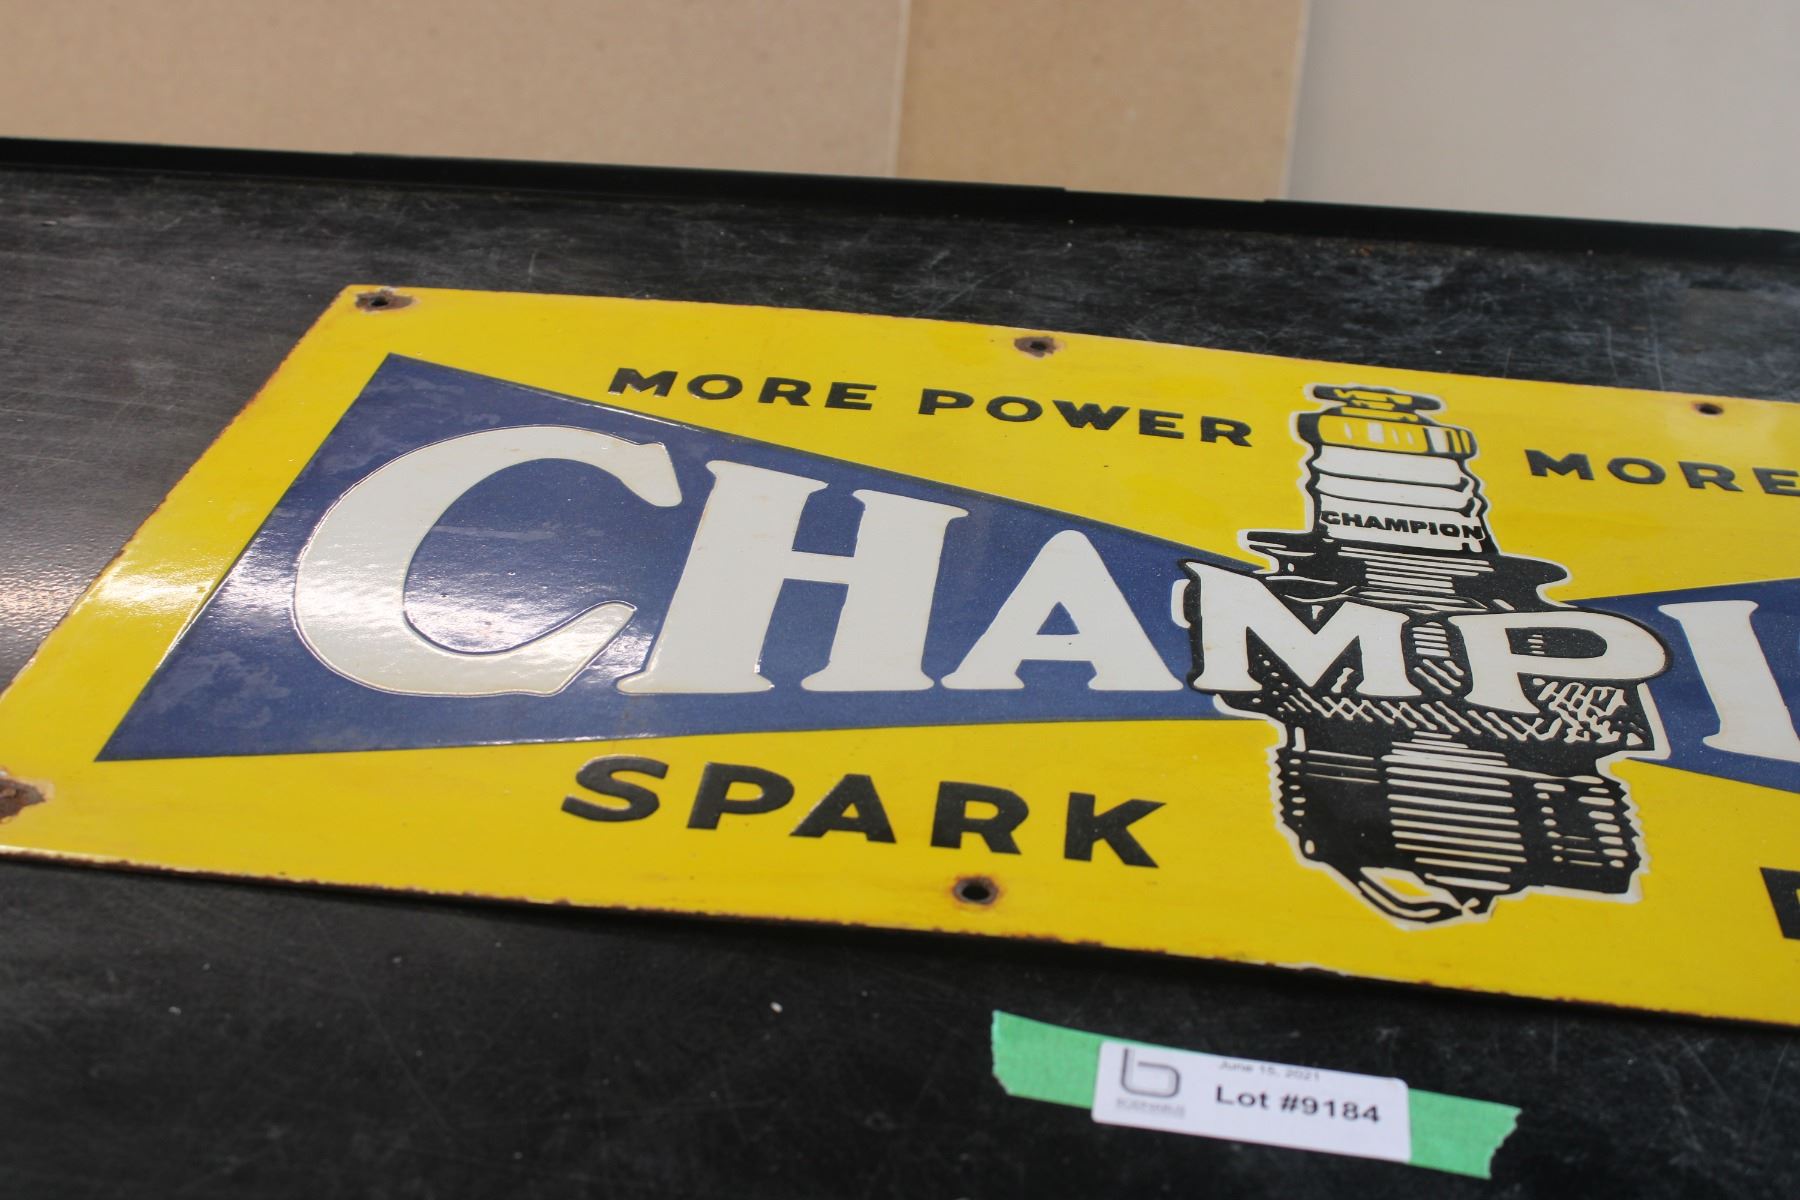 MORE POWER MORE
CHAMPION
CHAMPI
SPARK
June 15, 2021
Lot #9184